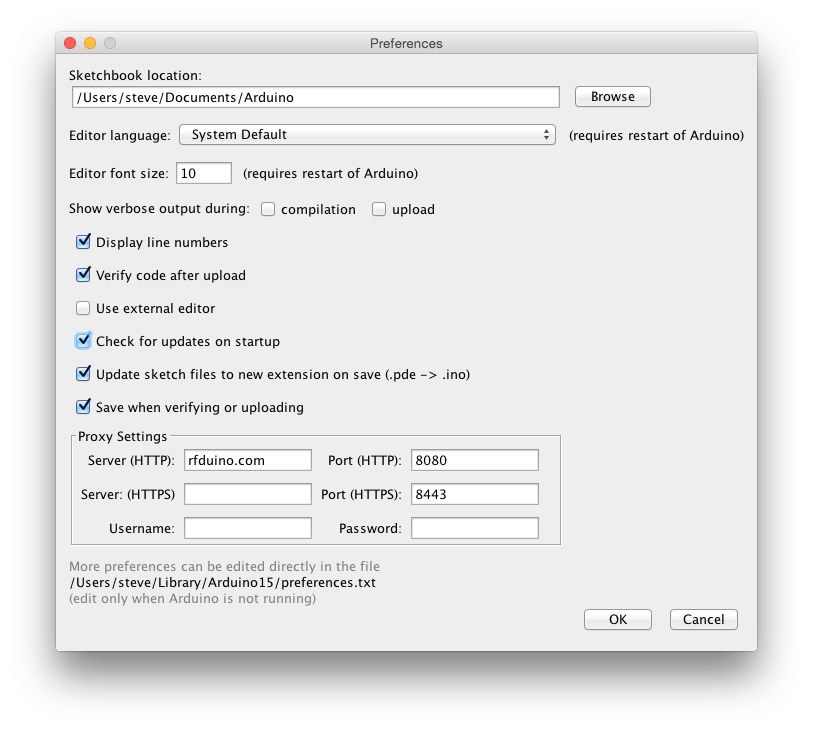 Preferences
Sketchbook location:
/Users/steve/Documents/Arduino
Browse
Editor language: System Default (requires restart of Arduino)
Editor font size: 10 (requires restart of Arduino)
Show verbose output during: compilation upload
Display line numbers
Verify code after upload
Use external editor
Check for updates on startup
Update sketch files to new extension on save (.pde -> .ino)
Save when verifying or uploading
Proxy Settings
Server (HTTP): rfduino.com Port (HTTP): 8080
Server: (HTTPS) Port (HTTPS): 8443
Username: Password:
More preferences can be edited directly in the file
/Users/steve/Library/Arduino15/preferences.txt
(edit only when Arduino is not running)
OK Cancel